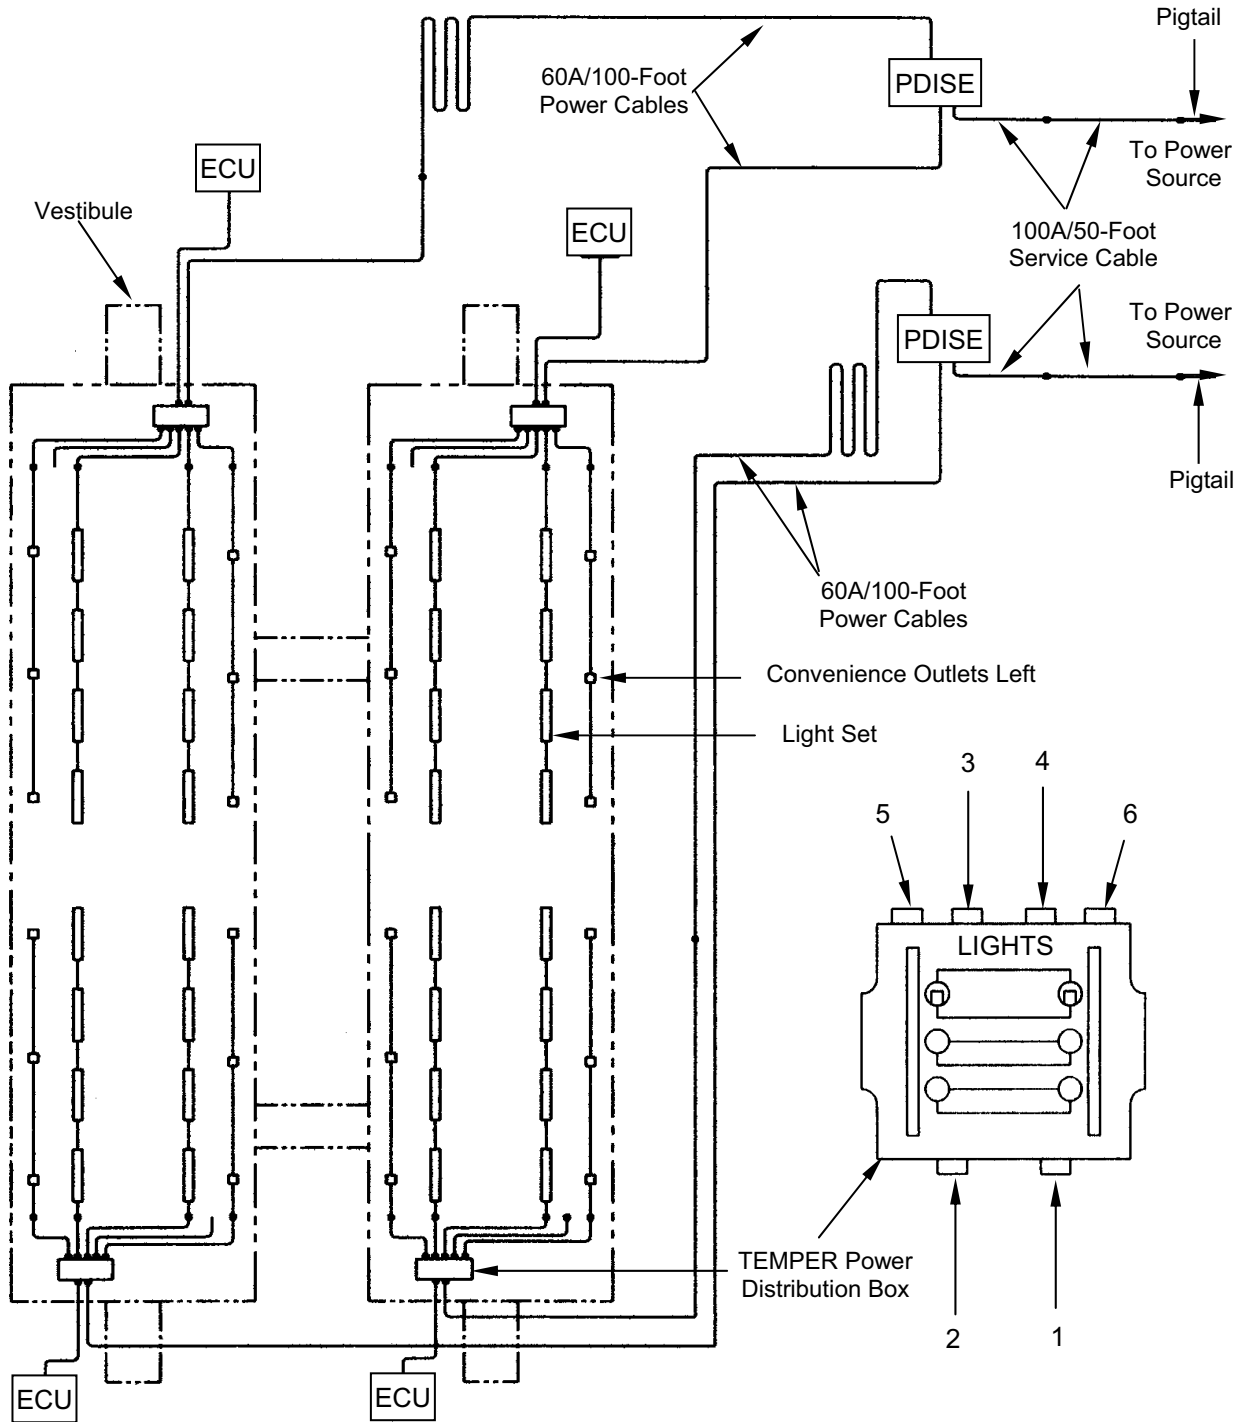 Pigtail
60A/100-Foot
Power Cables
PDISE
To Power
Source
ECU
Vestibule
ECU
100A/50-Foot
Service Cable
To Power
Source
PDISE
Pigtail
60A/100-Foot
Power Cables
Convenience Outlets Left
Light Set
3
4
5
6
LIGHTS
TEMPER Power
Distribution Box
2
1
ECU
ECU